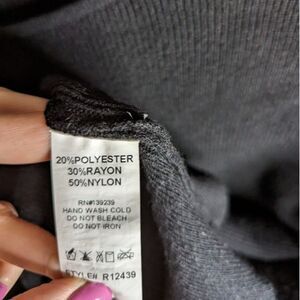 20%POLYESTER
30%RAYON
50%NYLON
RN#139239
HAND WASH COLD
DO NOT BLEACH
DO NOT IRON
STYLE# R12439